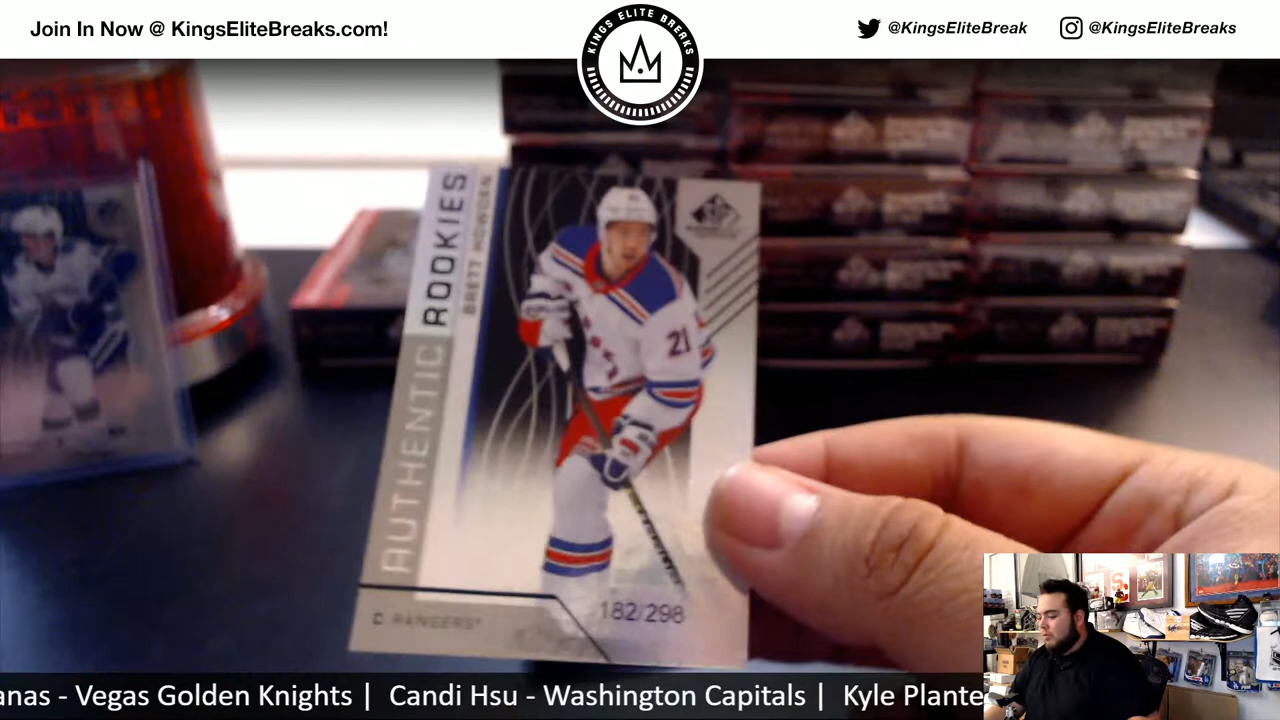 Join In Now @ KingsEliteBreaks.com!
KINGS ELITE BREAKS
@KingsEliteBreak
@KingsEliteBreaks
AUTHENTIC ROOKIES
BRETT HOWDEN
21
C RANGERS
182/298
anas - Vegas Golden Knights | Candi Hsu - Washington Capitals | Kyle Plante